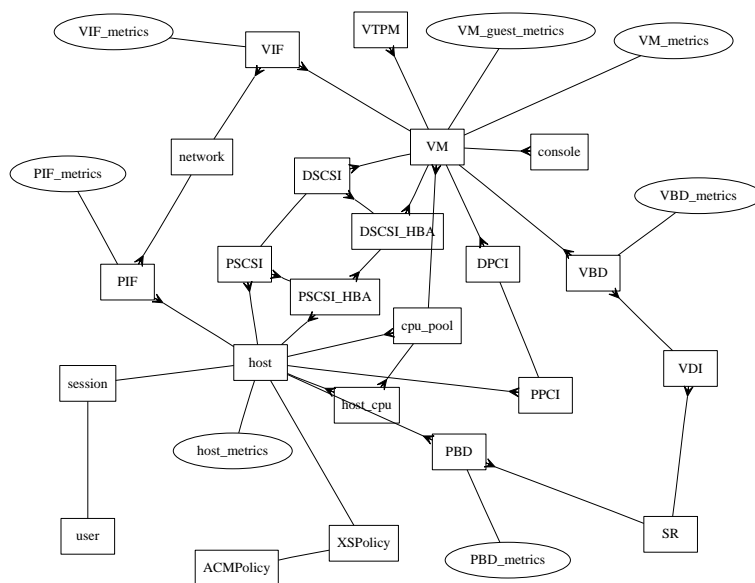 VIF_metrics
VIF
VTPM
VM_guest_metrics
VM_metrics
network
VM
console
PIF_metrics
DSCSI
VBD_metrics
DSCSI_HBA
PIF
PSCSI
DPCI
VBD
PSCSI_HBA
cpu_pool
host
VDI
session
host_cpu
PPCI
host_metrics
PBD
user
XSPolicy
SR
ACMPolicy
PBD_metrics